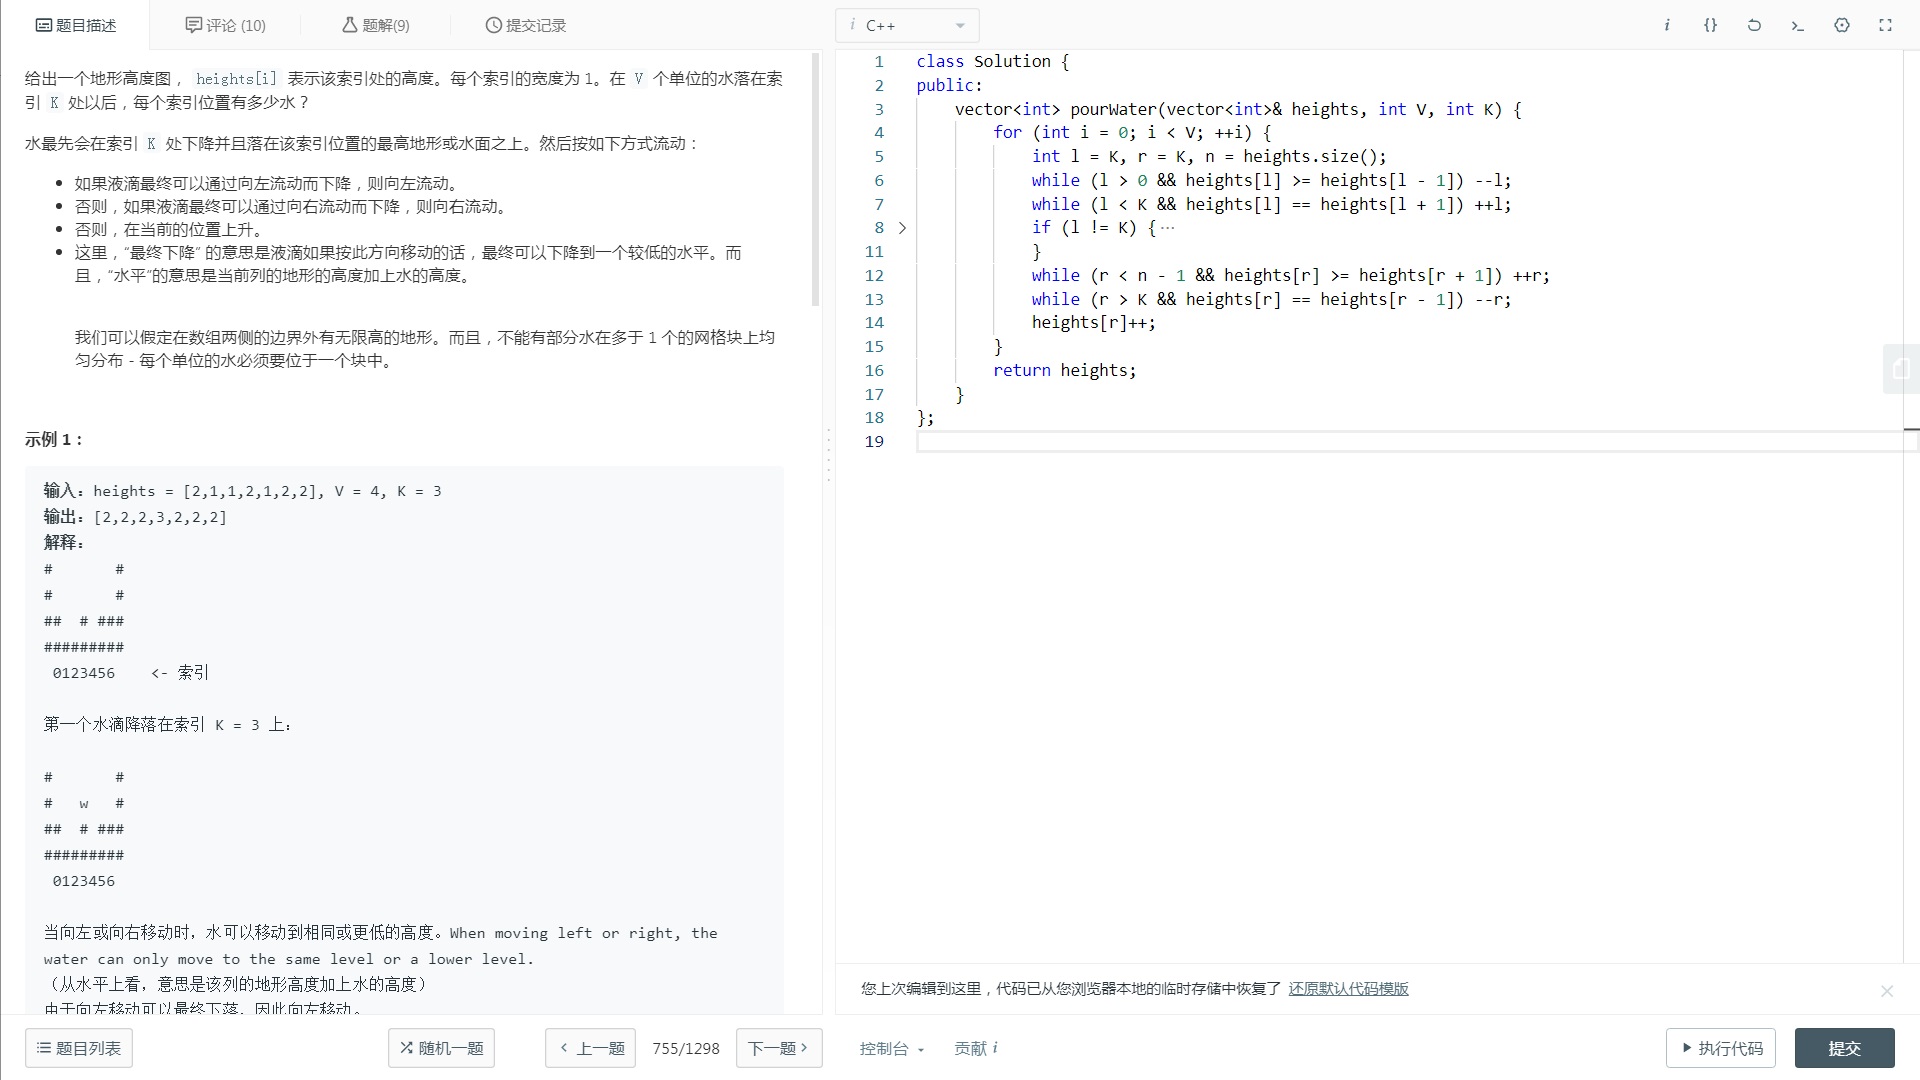 题目描述
评论 (10)
题解(9)
提交记录
i C++
给出一个地形高度图， heights[i] 表示该索引处的高度。每个索引的宽度为 1。在 V 个单位的水落在索
引 K 处以后，每个索引位置有多少水？
水最先会在索引 K 处下降并且落在该索引位置的最高地形或水面之上。然后按如下方式流动：
如果液滴最终可以通过向左流动而下降，则向左流动。
否则，如果液滴最终可以通过向右流动而下降，则向右流动。
否则，在当前的位置上升。
这里，“最终下降” 的意思是液滴如果按此方向移动的话，最终可以下降到一个较低的水平。而
且，“水平”的意思是当前列的地形的高度加上水的高度。
我们可以假定在数组两侧的边界外有无限高的地形。而且，不能有部分水在多于 1 个的网格块上均
匀分布 - 每个单位的水必须要位于一个块中。
示例 1：
输入：heights = [2,1,1,2,1,2,2], V = 4, K = 3
输出：[2,2,2,3,2,2,2]
解释：
#       #
#       #
##  # ###
#########
 0123456    <- 索引
第一个水滴降落在索引 K = 3 上：
#       #
#   w   #
##  # ###
#########
 0123456
当向左或向右移动时，水可以移动到相同或更低的高度。When moving left or right, the
water can only move to the same level or a lower level.
（从水平上看，意思是该列的地形高度加上水的高度）
由于向左移动可以最终下落，因此向左移动。
1 class Solution {
2 public:
3     vector<int> pourWater(vector<int>& heights, int V, int K) {
4         for (int i = 0; i < V; ++i) {
5             int l = K, r = K, n = heights.size();
6             while (l > 0 && heights[l] >= heights[l - 1]) --l;
7             while (l < K && heights[l] == heights[l + 1]) ++l;
8             if (l != K) {···
11             }
12             while (r < n - 1 && heights[r] >= heights[r + 1]) ++r;
13             while (r > K && heights[r] == heights[r - 1]) --r;
14             heights[r]++;
15         }
16         return heights;
17     }
18 };
19
您上次编辑到这里，代码已从您浏览器本地的临时存储中恢复了 还原默认代码模版
题目列表
随机一题
上一题
755/1298
下一题
控制台
贡献 i
执行代码
提交